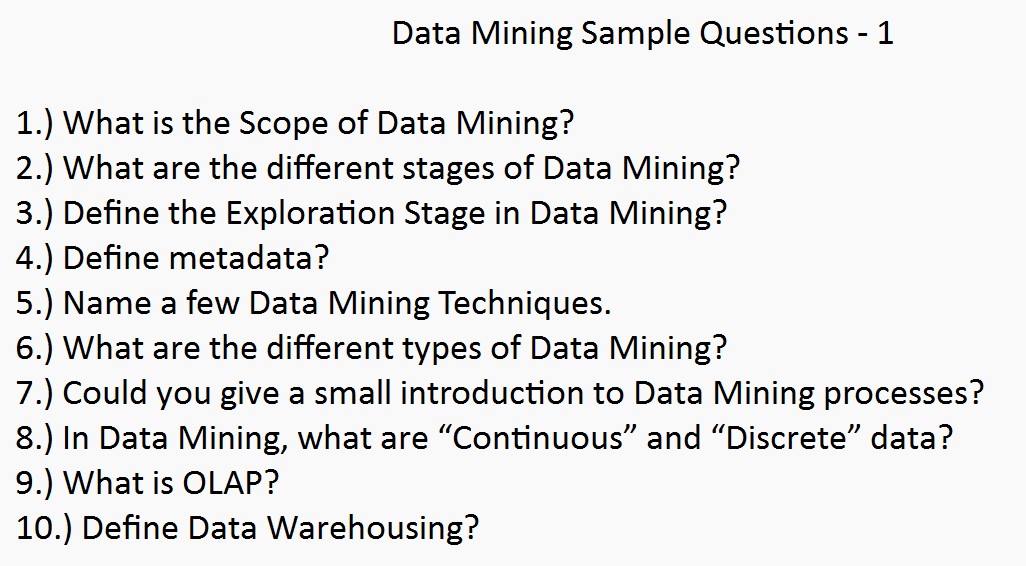 Data Mining Sample Questions - 1
1.) What is the Scope of Data Mining?
2.) What are the different stages of Data Mining?
3.) Define the Exploration Stage in Data Mining?
4.) Define metadata?
5.) Name a few Data Mining Techniques.
6.) What are the different types of Data Mining?
7.) Could you give a small introduction to Data Mining processes?
8.) In Data Mining, what are “Continuous” and “Discrete” data?
9.) What is OLAP?
10.) Define Data Warehousing?